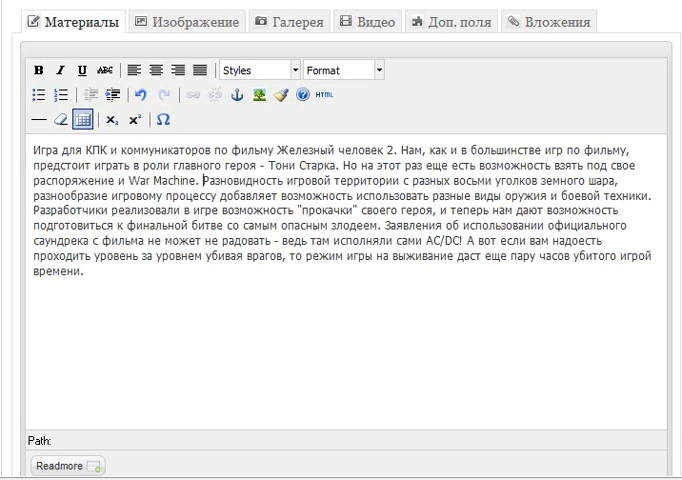 Материалы Изображение Галерея Видео Доп. поля Вложения
B I U ABC Styles Format
HTML
x₂ x² Ω
Игра для КПК и коммуникаторов по фильму Железный человек 2. Нам, как и в большинстве игр по фильму,
предстоит играть в роли главного героя - Тони Старка. Но на этот раз еще есть возможность взять под свое
распоряжение и War Machine. Разновидность игровой территории с разных восьми уголков земного шара,
разнообразие игровому процессу добавляет возможность использовать разные виды оружия и боевой техники.
Разработчики реализовали в игре возможность "прокачки" своего героя, и теперь нам дают возможность
подготовиться к финальной битве со самым опасным злодеем. Заявления об использовании официального
саундрека с фильма не может не радовать - ведь там исполняли сами AC/DC! А вот если вам надоесть
проходить уровень за уровнем убивая врагов, то режим игры на выживание даст еще пару часов убитого игрой
времени.
Path:
Readmore